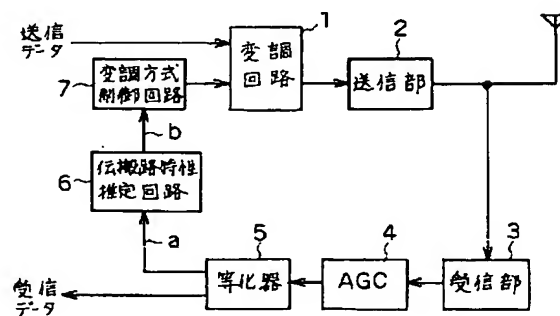 送信
データ
1
変調
回路
2
送信部
7
変調方式
制御回路
b
6
伝搬路特性
推定回路
a
5
等化器
4
AGC
3
受信部
受信
データ